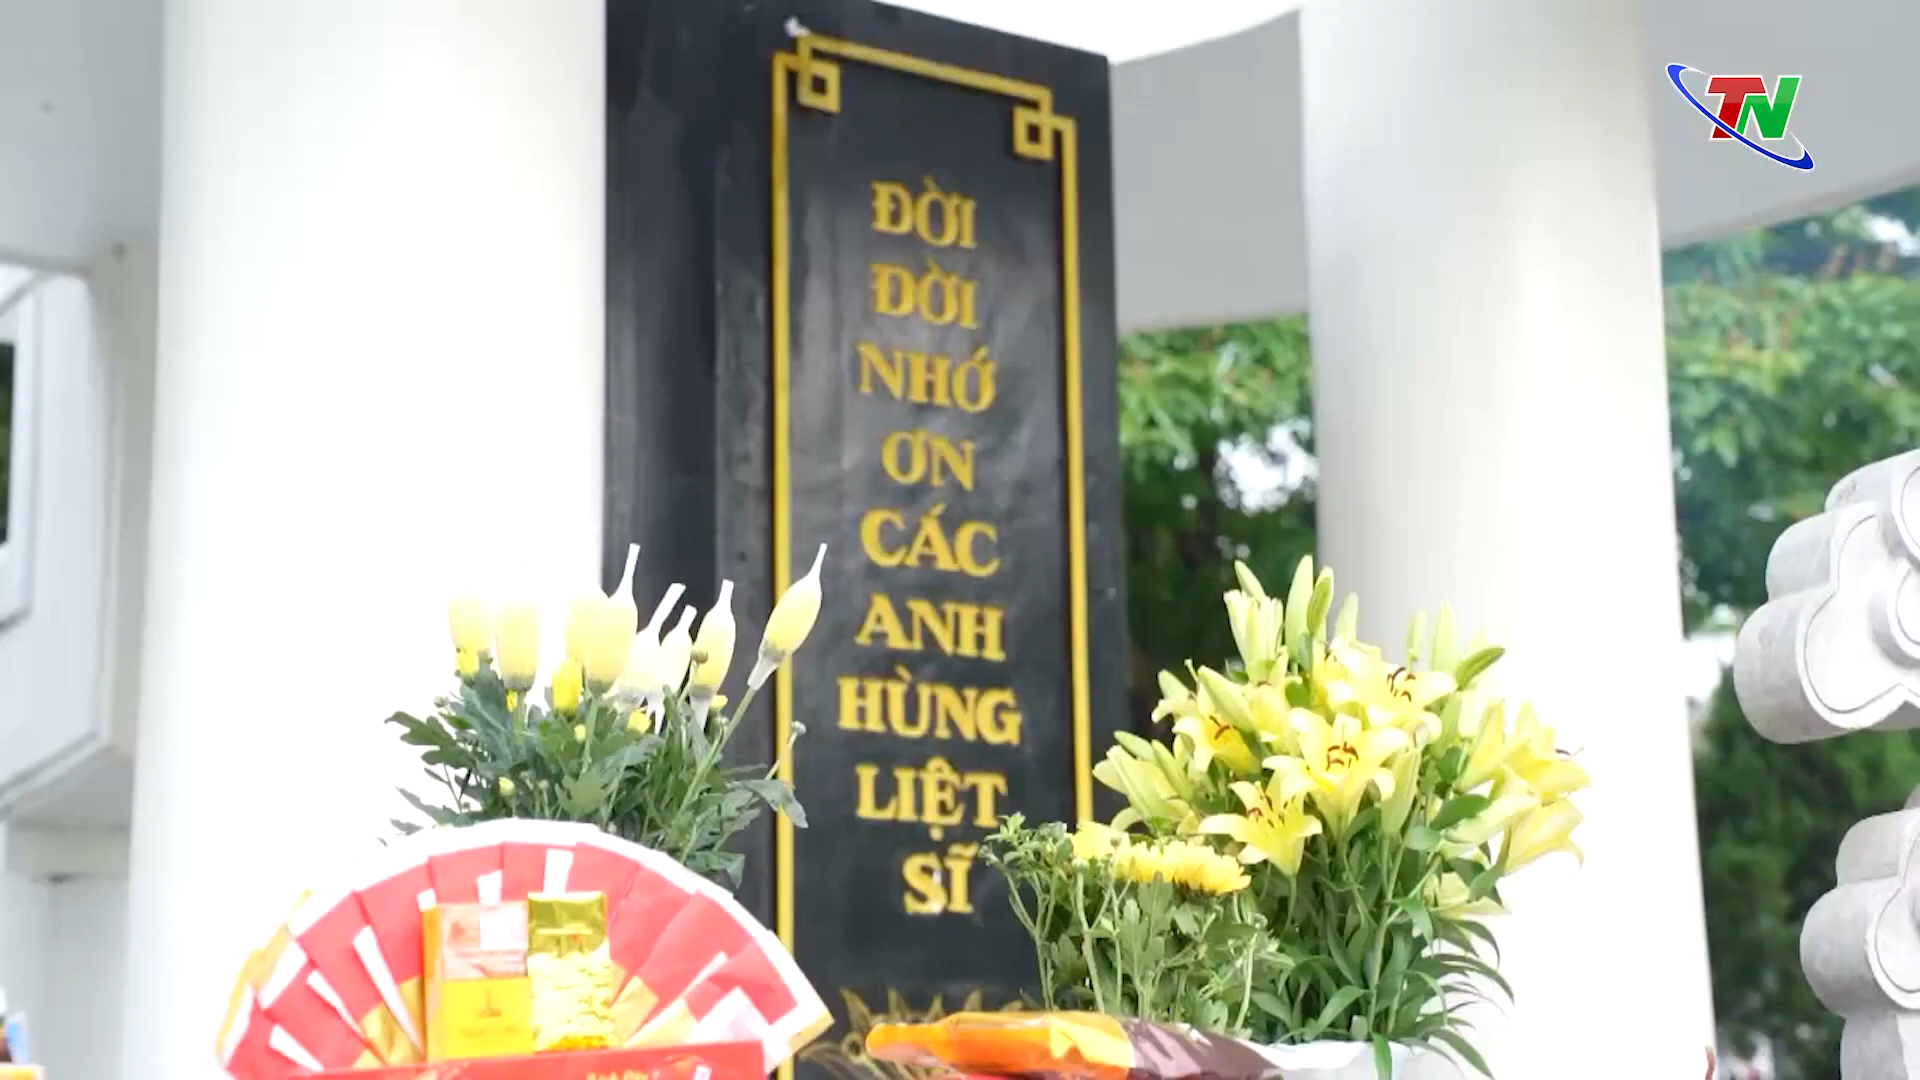 TN
ĐỜI
ĐỜI
NHỚ
ƠN
CÁC
ANH
HÙNG
LIỆT
SĨ